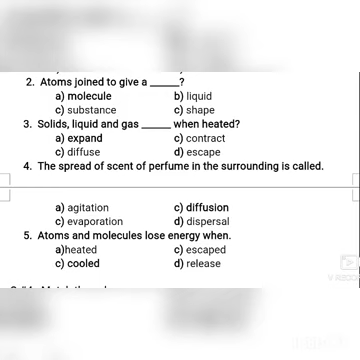 2. Atoms joined to give a ______?
a) molecule b) liquid
c) substance c) shape
3. Solids, liquid and gas ______ when heated?
a) expand c) contract
c) diffuse d) escape
4. The spread of scent of perfume in the surrounding is called.
a) agitation c) diffusion
c) evaporation d) dispersal
5. Atoms and molecules lose energy when.
a)heated c) escaped
c) cooled d) release